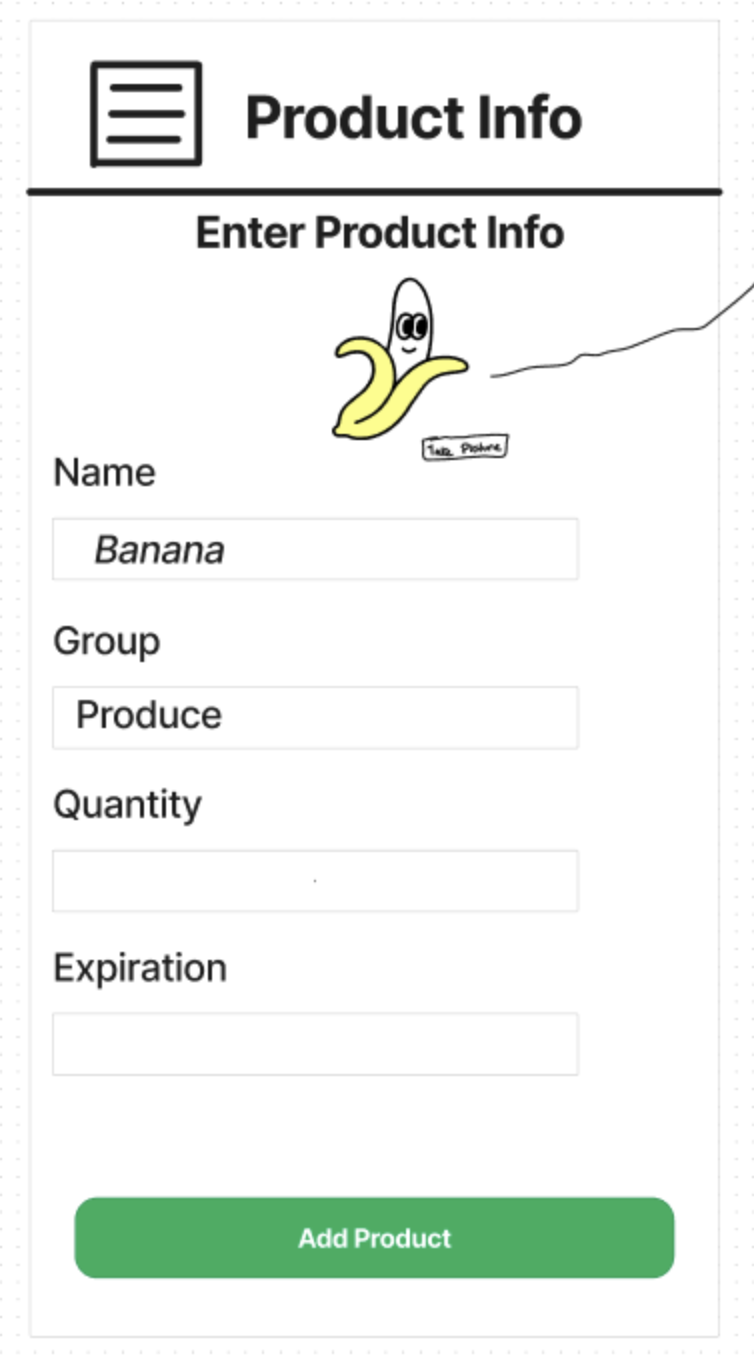 Product Info
Enter Product Info
Take Picture
Name
Banana
Group
Produce
Quantity
Expiration
Add Product